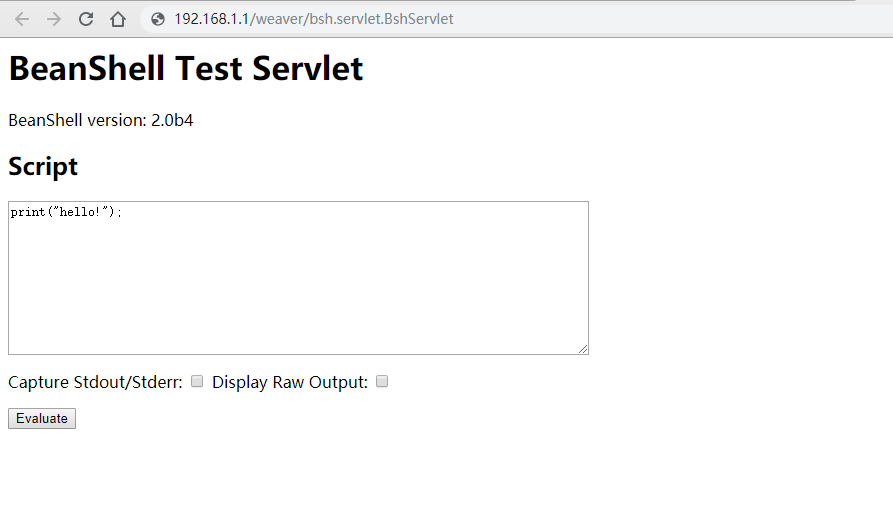 192.168.1.1/weaver/bsh.servlet.BshServlet
BeanShell Test Servlet
BeanShell version: 2.0b4
Script
print("hello!");
Capture Stdout/Stderr: Display Raw Output:
Evaluate